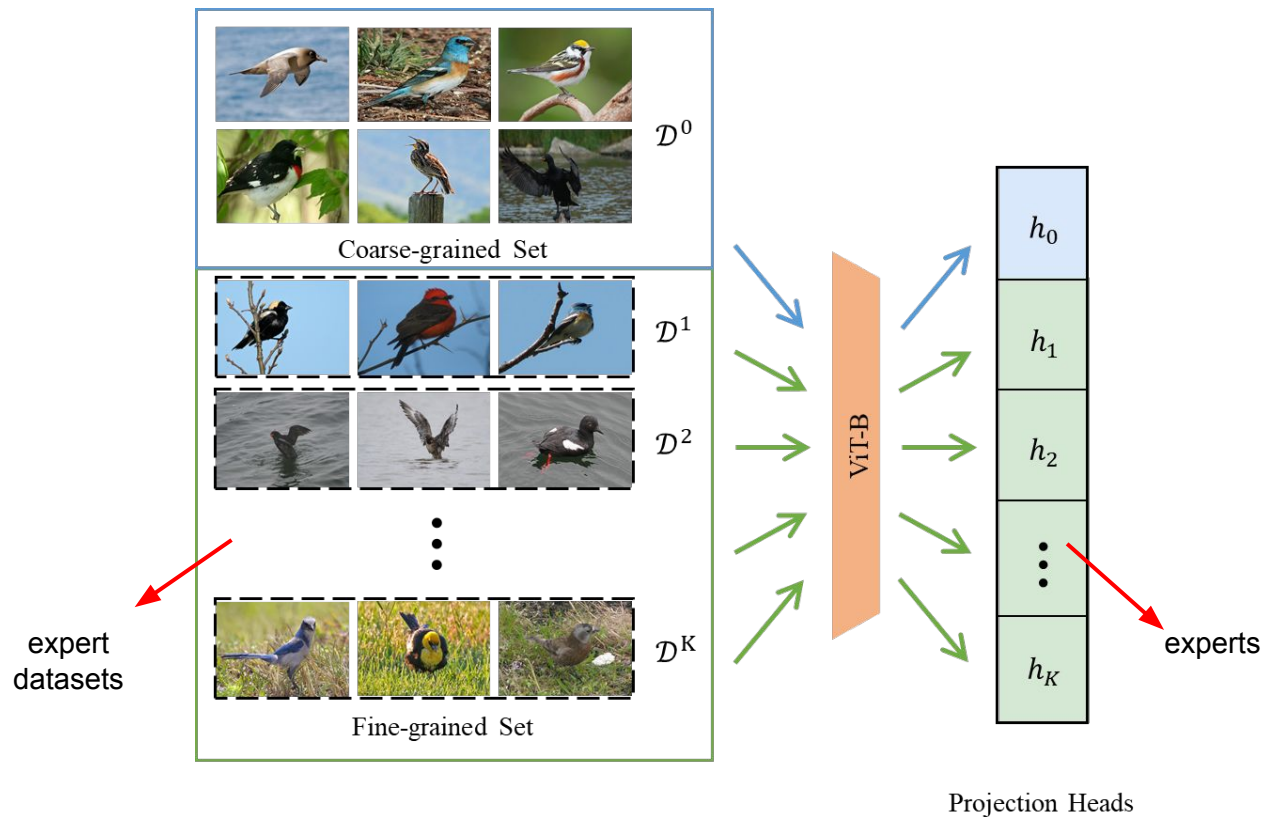 𝒟⁰
Coarse-grained Set
𝒟¹
𝒟²
𝒟ᴷ
Fine-grained Set
expert
datasets
ViT-B
h₀
h₁
h₂
h_K
experts
Projection Heads